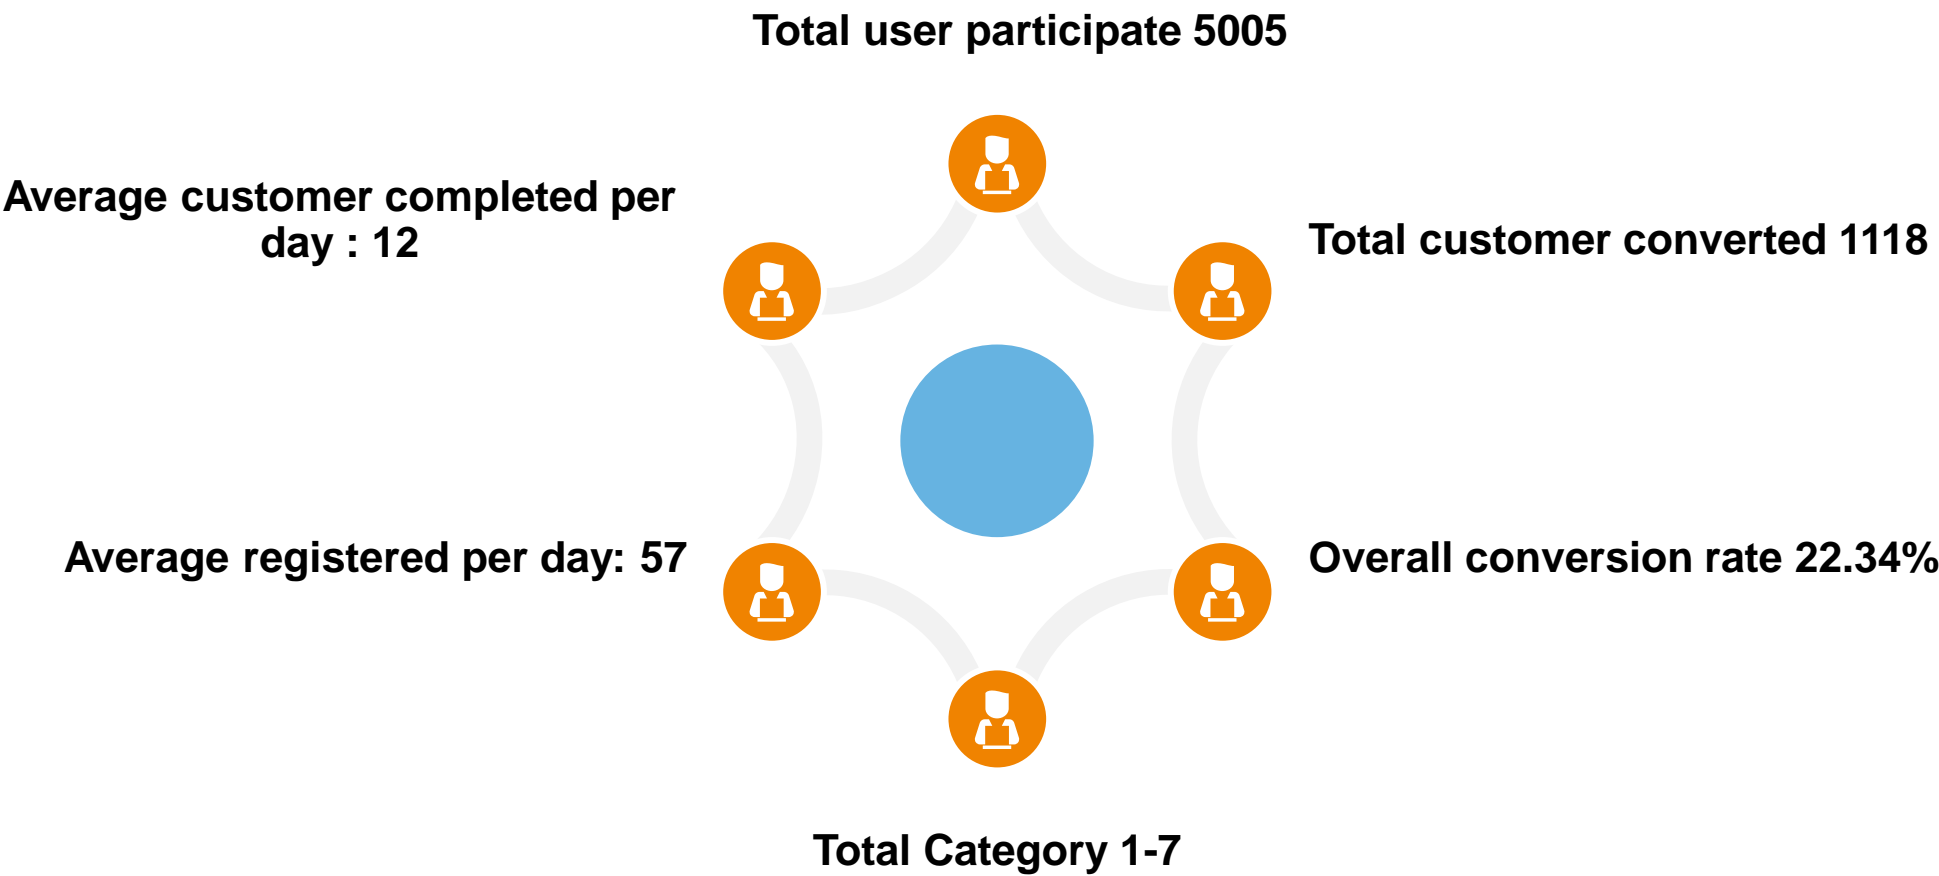 Total user participate 5005
Average customer completed per
day : 12
Total customer converted 1118
Average registered per day: 57
Overall conversion rate 22.34%
Total Category 1-7